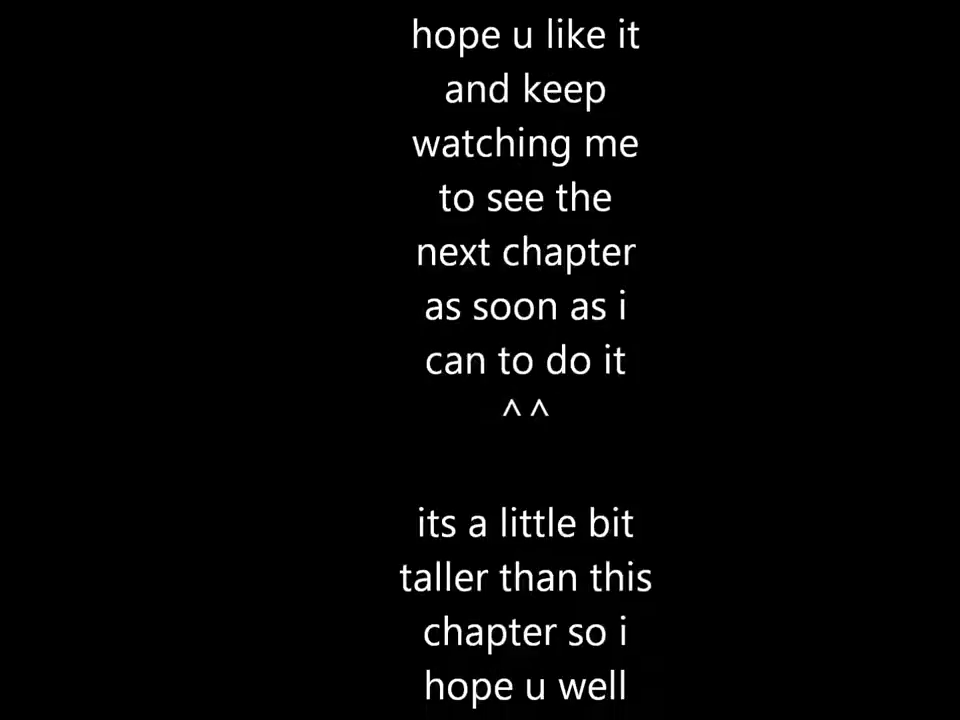 hope u like it
and keep
watching me
to see the
next chapter
as soon as i
can to do it
^ ^
its a little bit
taller than this
chapter so i
hope u well